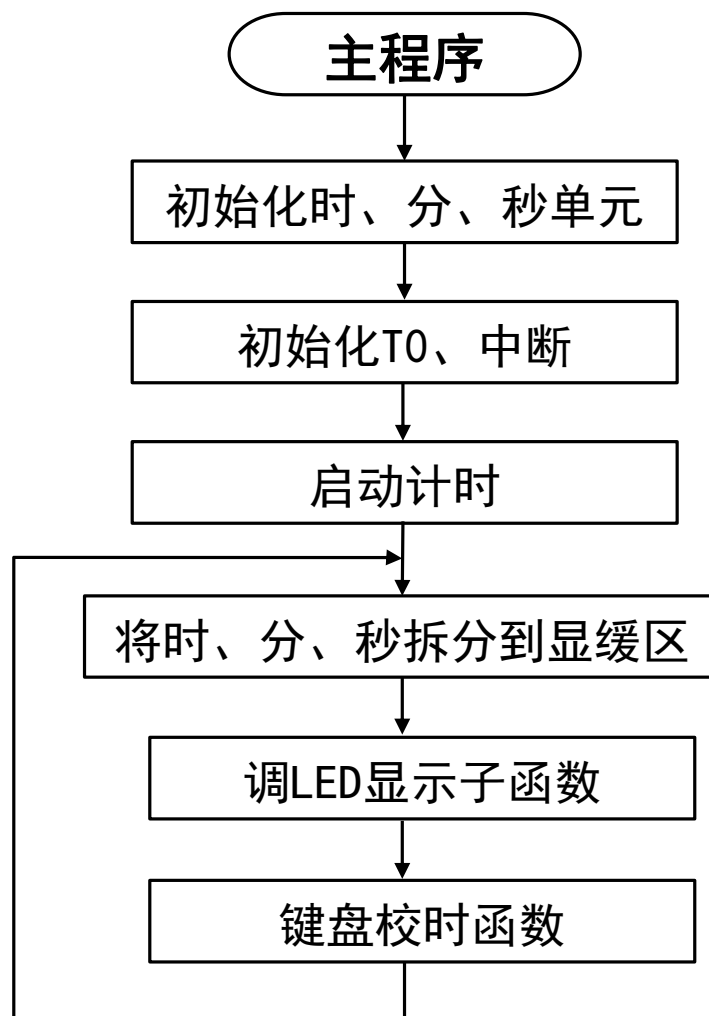 主程序
初始化时、分、秒单元
初始化T0、中断
启动计时
将时、分、秒拆分到显缓区
调LED显示子函数
键盘校时函数